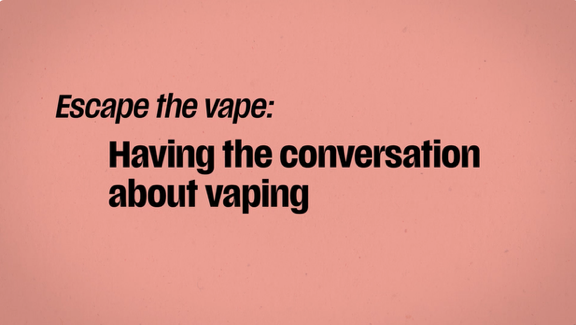 Escape the vape:
Having the conversation
about vaping